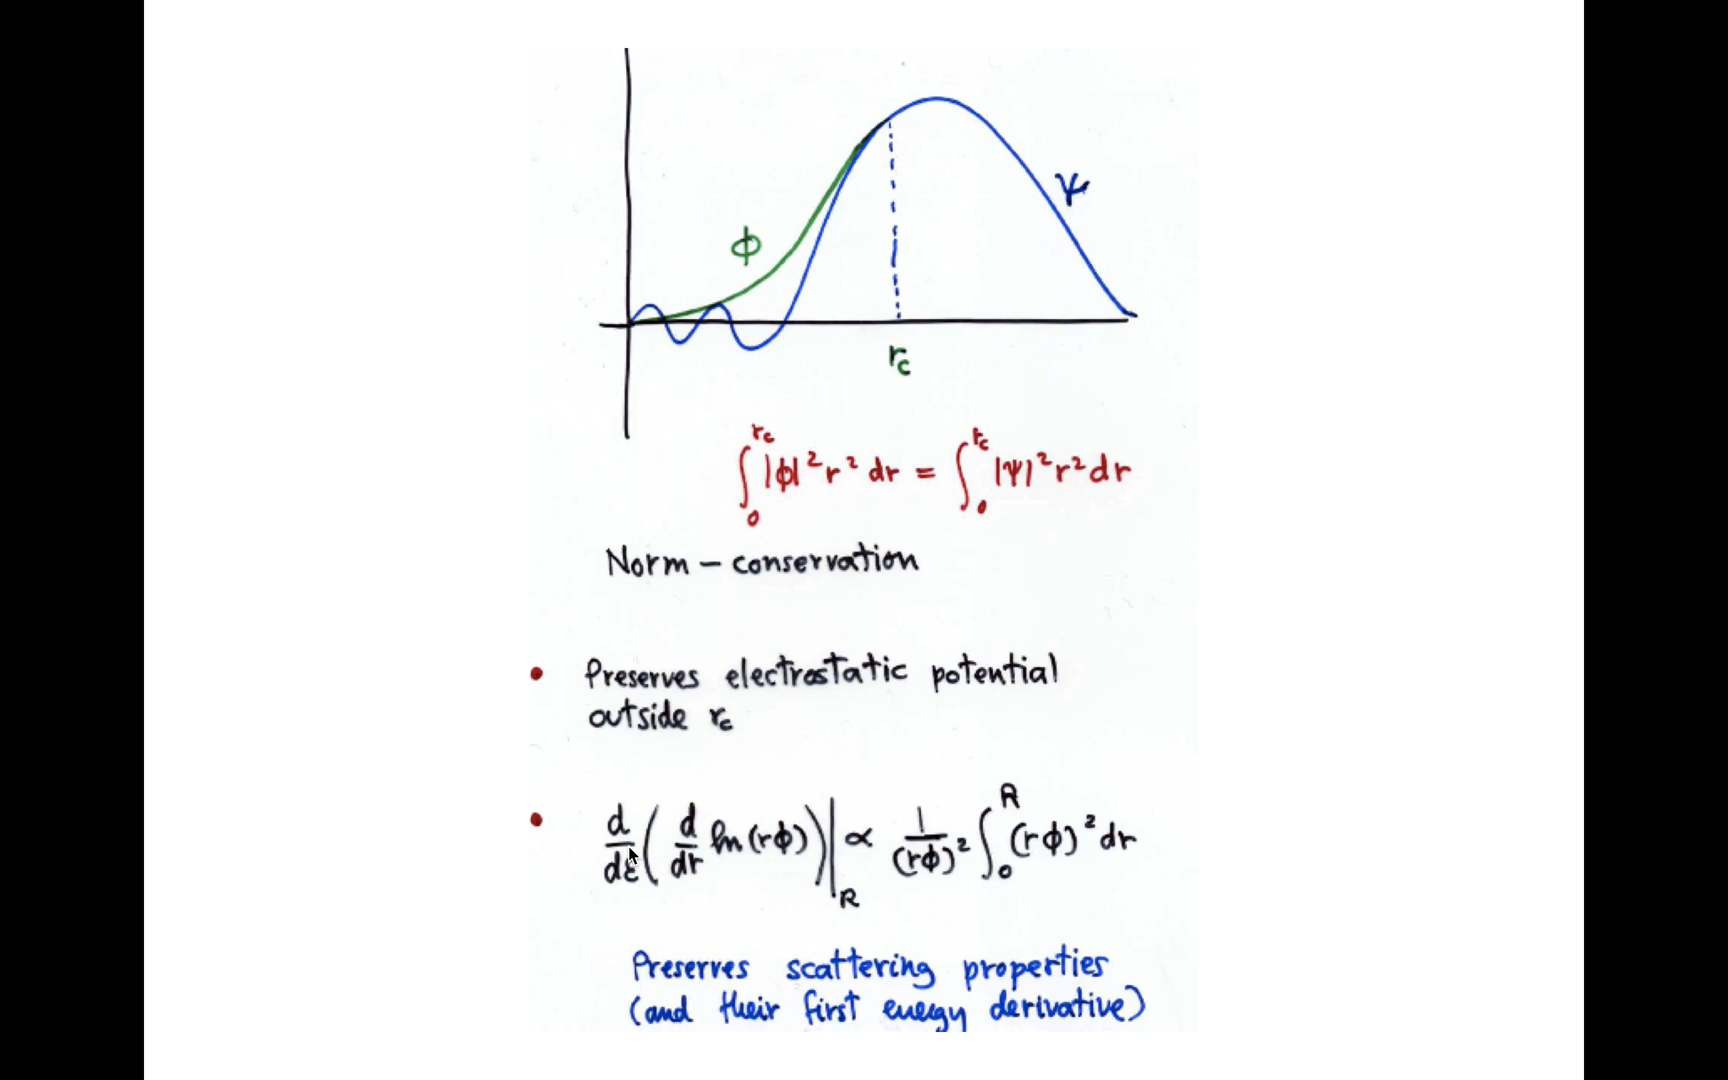 ϕ
ψ
r_c
∫_0^{r_c} |ϕ|² r² dr = ∫_0^{r_c} |ψ|² r² dr
Norm – conservation
• Preserves electrostatic potential
outside r_c
• d/dε ( d/dr ln(rϕ) )|_R ∝ 1/(rϕ)² ∫_0^R (rϕ)² dr
Preserves scattering properties
(and their first energy derivative)